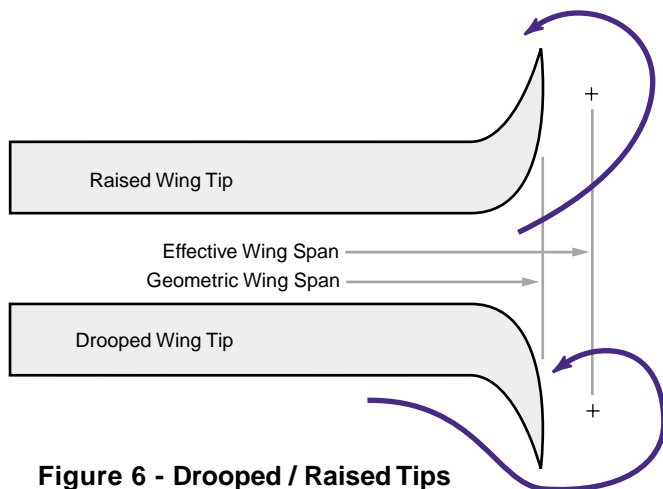 Raised Wing Tip
Effective Wing Span
Geometric Wing Span
Drooped Wing Tip
Figure 6 - Drooped / Raised Tips